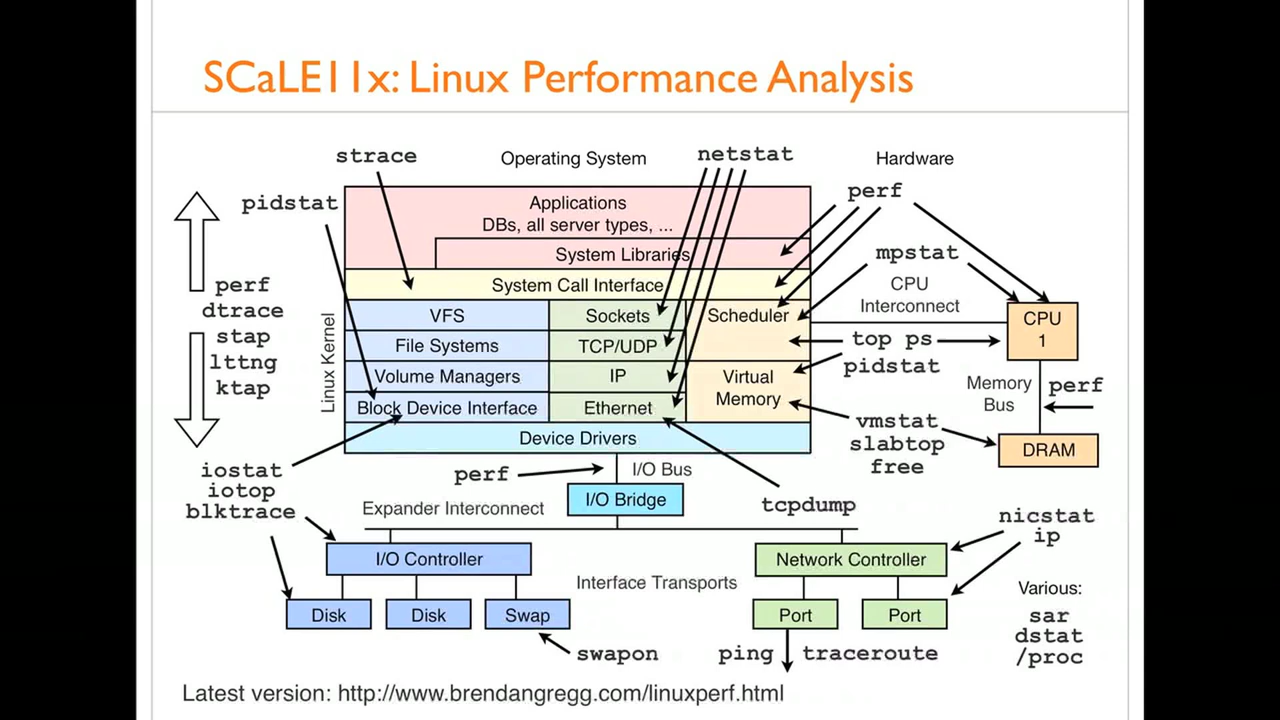 SCaLE11x: Linux Performance Analysis
strace
Operating System
netstat
Hardware
pidstat
perf
Applications
DBs, all server types, ...
System Libraries
mpstat
System Call Interface
CPU
Interconnect
perf
dtrace
stap
lttng
ktap
Linux Kernel
VFS
Sockets
Scheduler
CPU
1
File Systems
TCP/UDP
top ps
pidstat
Volume Managers
IP
Virtual
Memory
Memory
Bus
perf
Block Device Interface
Ethernet
vmstat
slabtop
free
Device Drivers
DRAM
iostat
iotop
blktrace
perf
I/O Bus
I/O Bridge
tcpdump
Expander Interconnect
nicstat
ip
I/O Controller
Network Controller
Interface Transports
Various:
sar
dstat
/proc
Disk
Disk
Swap
Port
Port
swapon
ping
traceroute
Latest version: http://www.brendangregg.com/linuxperf.html